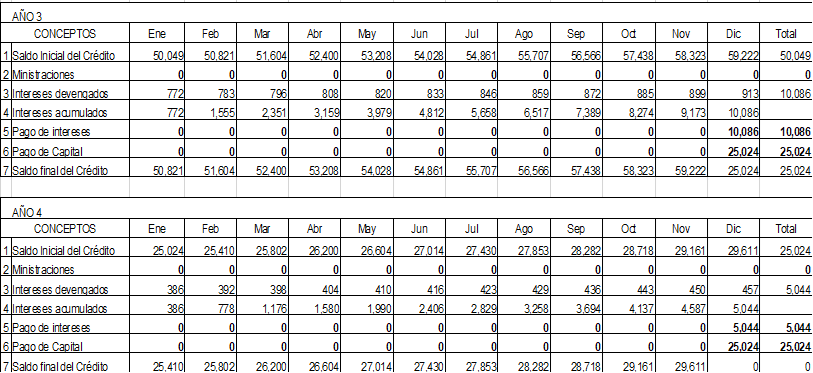 AÑO 3
CONCEPTOS Ene Feb Mar Abr May Jun Jul Ago Sep Oct Nov Dic Total
1 Saldo Inicial del Crédito 50,049 50,821 51,604 52,400 53,208 54,028 54,861 55,707 56,566 57,438 58,323 59,222 50,049
2 Ministraciones 0 0 0 0 0 0 0 0 0 0 0 0 0
3 Intereses devengados 772 783 796 808 820 833 846 859 872 885 899 913 10,086
4 Intereses acumulados 772 1,555 2,351 3,159 3,979 4,812 5,658 6,517 7,389 8,274 9,173 10,086
5 Pago de intereses 0 0 0 0 0 0 0 0 0 0 0 10,086 10,086
6 Pago de Capital 0 0 0 0 0 0 0 0 0 0 0 25,024 25,024
7 Saldo final del Crédito 50,821 51,604 52,400 53,208 54,028 54,861 55,707 56,566 57,438 58,323 59,222 25,024 25,024
AÑO 4
CONCEPTOS Ene Feb Mar Abr May Jun Jul Ago Sep Oct Nov Dic Total
1 Saldo Inicial del Crédito 25,024 25,410 25,802 26,200 26,604 27,014 27,430 27,853 28,282 28,718 29,161 29,611 25,024
2 Ministraciones 0 0 0 0 0 0 0 0 0 0 0 0 0
3 Intereses devengados 386 392 398 404 410 416 423 429 436 443 450 457 5,044
4 Intereses acumulados 386 778 1,176 1,580 1,990 2,406 2,829 3,258 3,694 4,137 4,587 5,044
5 Pago de intereses 0 0 0 0 0 0 0 0 0 0 0 5,044 5,044
6 Pago de Capital 0 0 0 0 0 0 0 0 0 0 0 25,024 25,024
7 Saldo final del Crédito 25,410 25,802 26,200 26,604 27,014 27,430 27,853 28,282 28,718 29,161 29,611 0 0